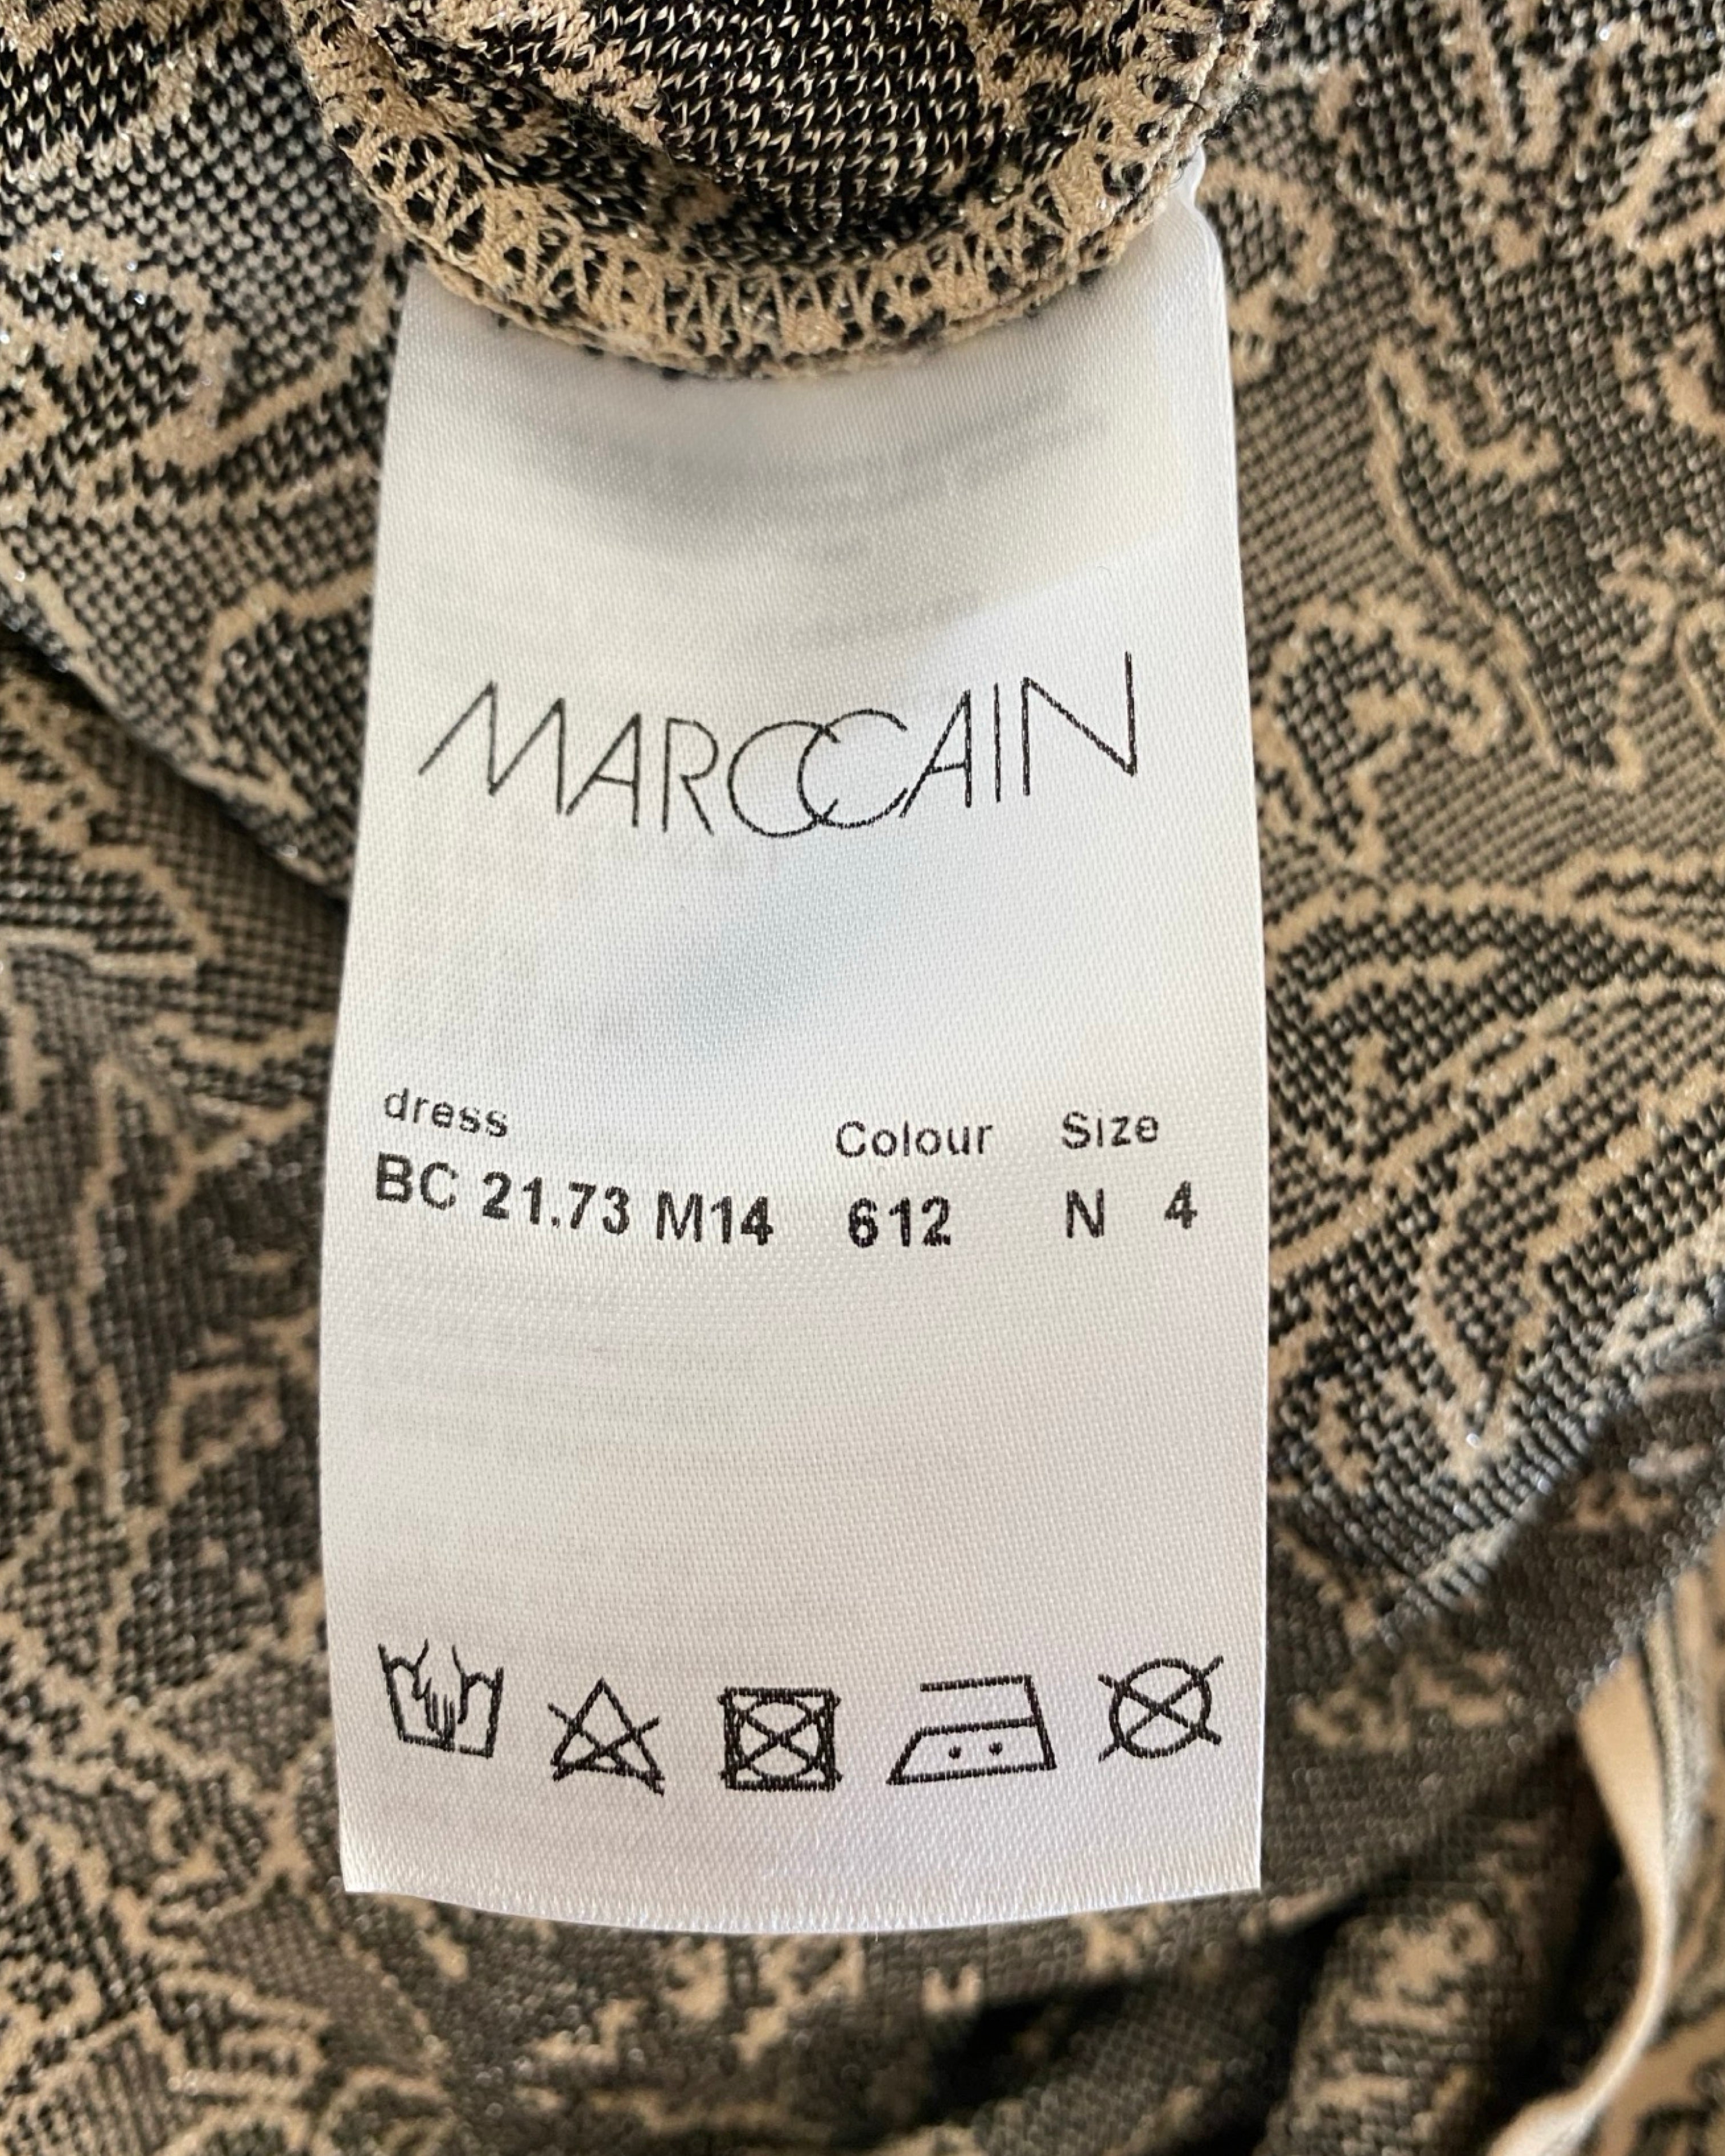 MARCCAIN
dress Colour Size
BC 21.73 M14 612 N 4